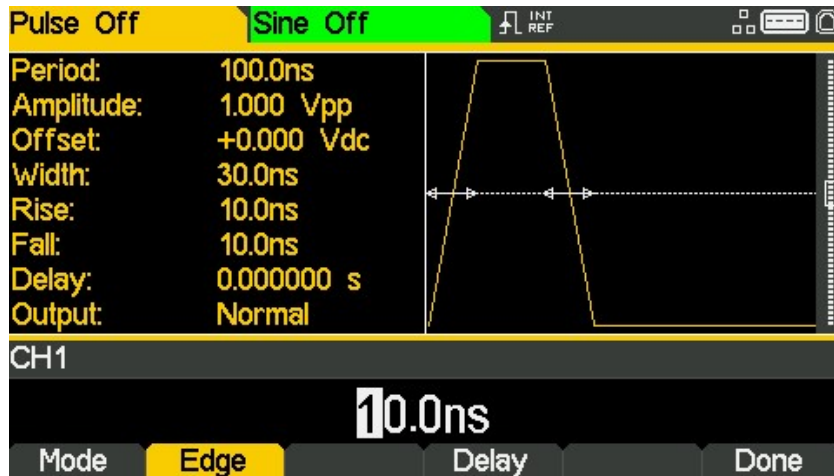 Pulse Off Sine Off INT REF
Period: 100.0ns
Amplitude: 1.000 Vpp
Offset: +0.000 Vdc
Width: 30.0ns
Rise: 10.0ns
Fall: 10.0ns
Delay: 0.000000 s
Output: Normal
CH1
10.0ns
Mode Edge Delay Done